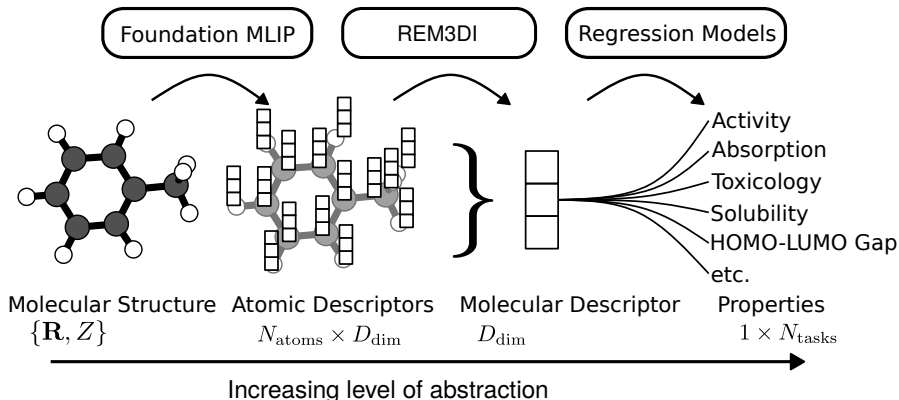 Foundation MLIP
REM3DI
Regression Models
Activity
Absorption
Toxicology
Solubility
HOMO-LUMO Gap
etc.
Molecular Structure
Atomic Descriptors
Molecular Descriptor
Properties
{R, Z}
N_atoms × D_dim
D_dim
1 × N_tasks
Increasing level of abstraction